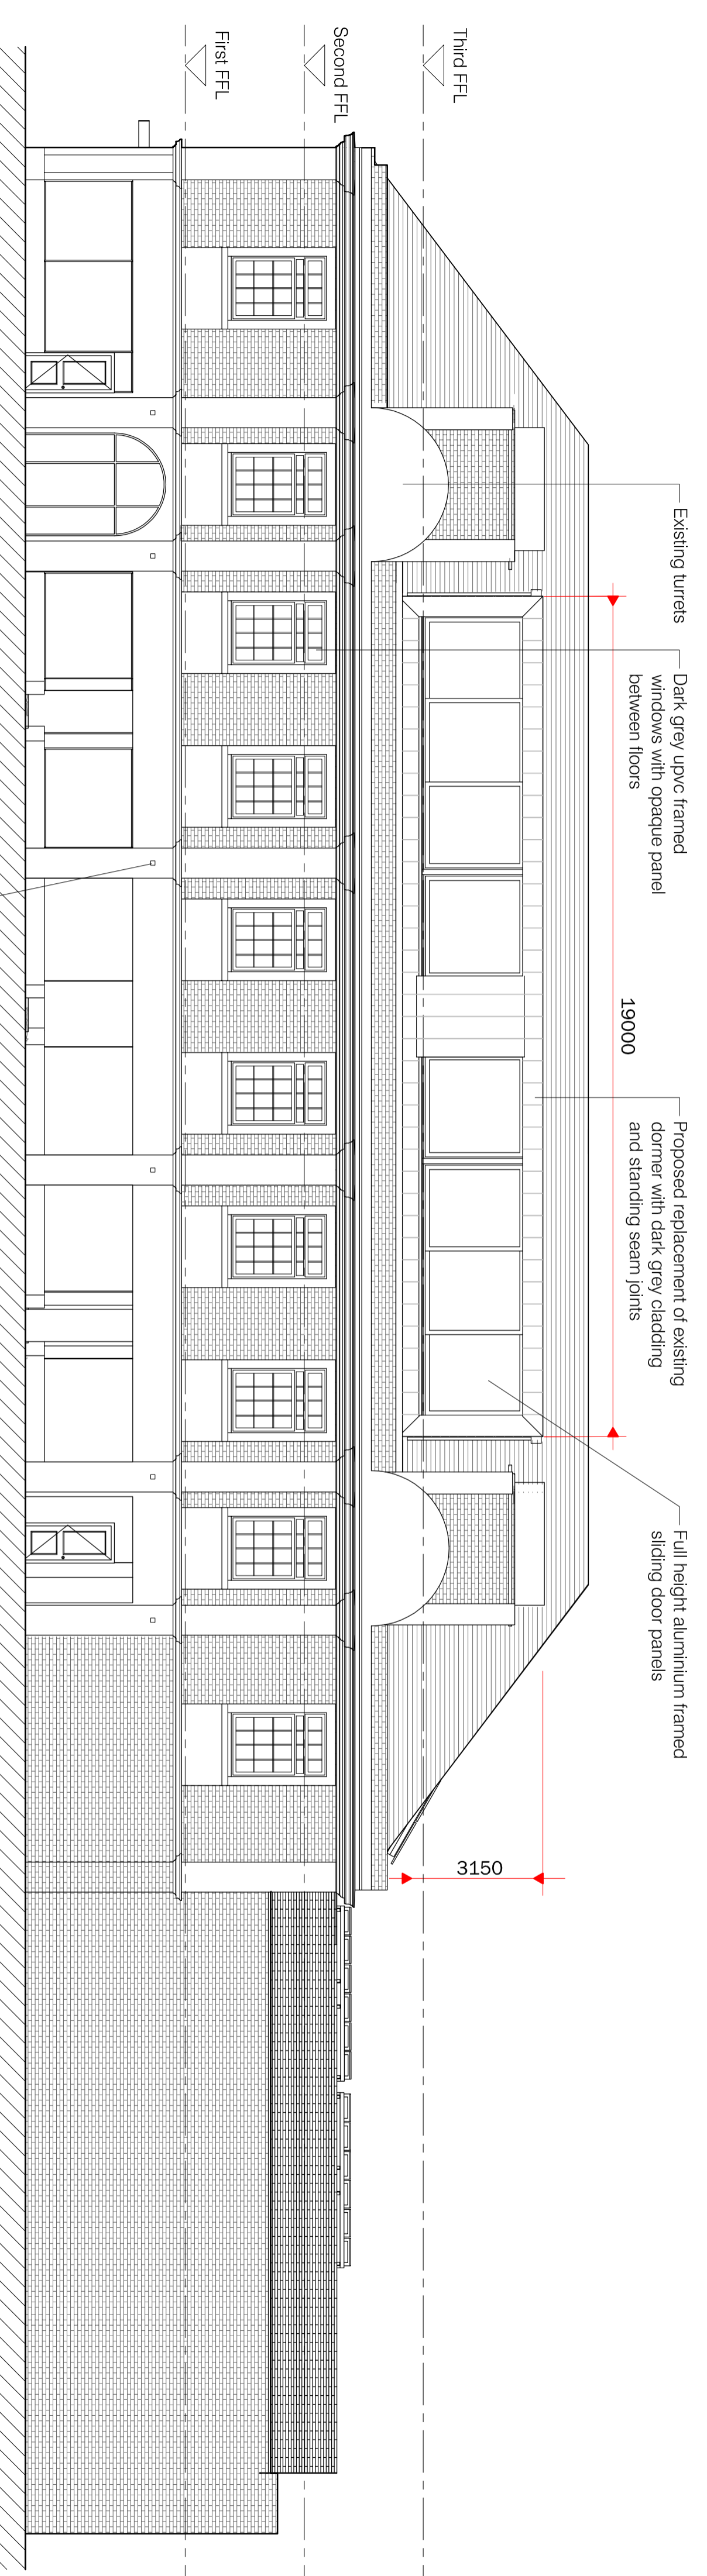 Existing turrets
Dark grey upvc framed
windows with opaque panel
between floors
Proposed replacement of existing
dormer with dark grey cladding
and standing seam joints
Full height aluminium framed
sliding door panels
19000
3150
Third FFL
Second FFL
First FFL